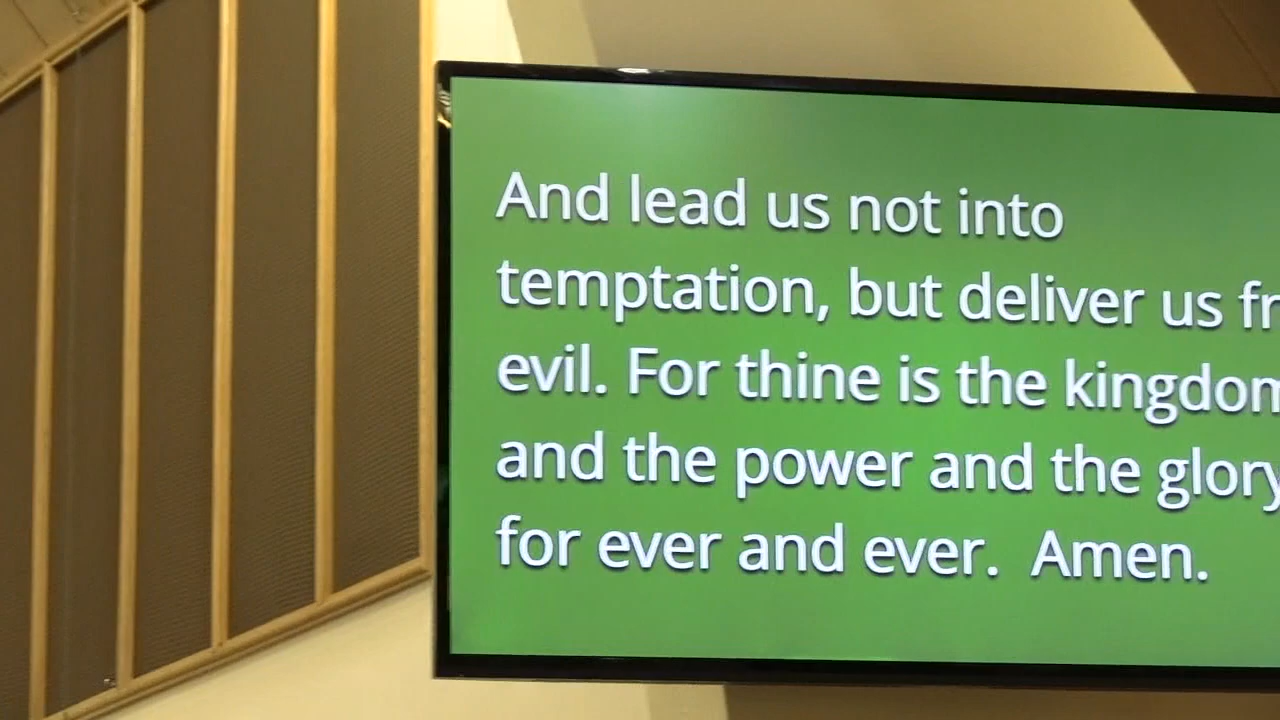 And lead us not into
temptation, but deliver us
evil. For thine is the kingdom
and the power and the glory
for ever and ever. Amen.